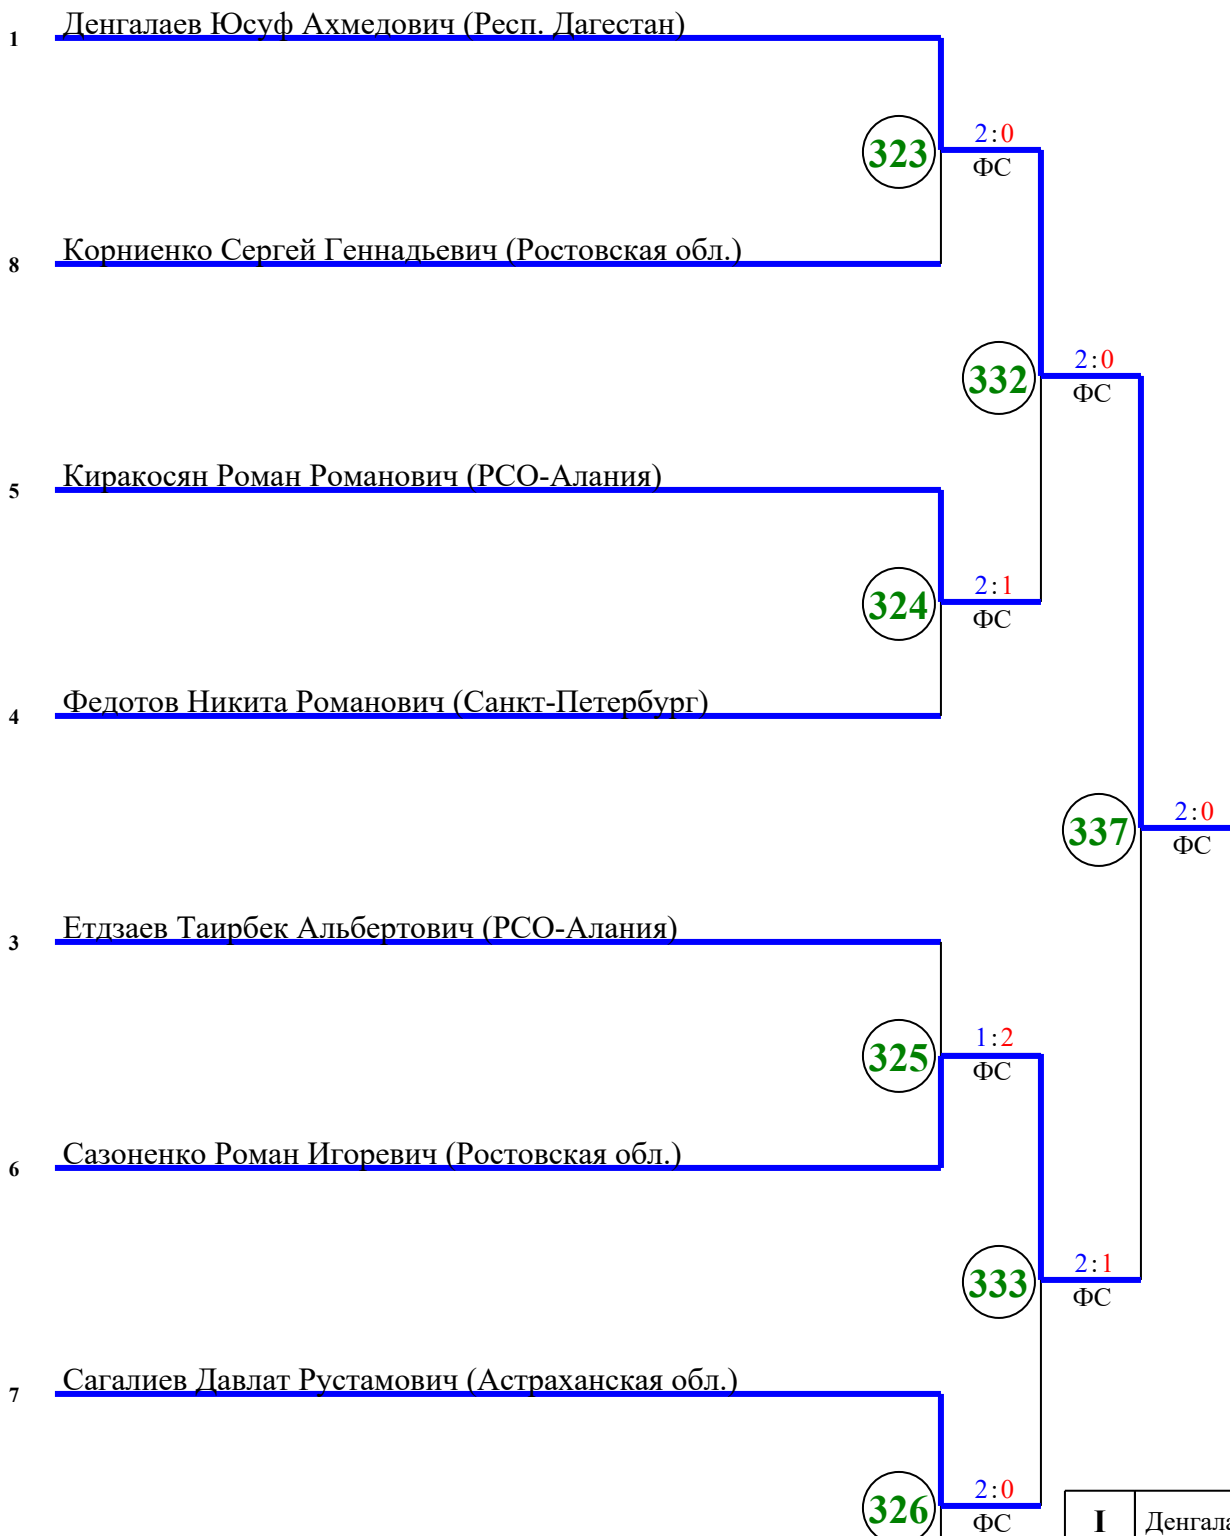 Денгалаев Юсуф Ахмедович (Респ. Дагестан)
1
2:0
323
ФС
Корниенко Сергей Геннадьевич (Ростовская обл.)
8
2:0
332
ФС
Киракосян Роман Романович (РСО-Алания)
5
2:1
324
ФС
Федотов Никита Романович (Санкт-Петербург)
4
2:0
337
ФС
Етдзаев Таирбек Альбертович (РСО-Алания)
3
1:2
325
ФС
Сазоненко Роман Игоревич (Ростовская обл.)
6
2:1
333
ФС
Сагалиев Давлат Рустамович (Астраханская обл.)
7
2:0
326
ФС
I Денгала